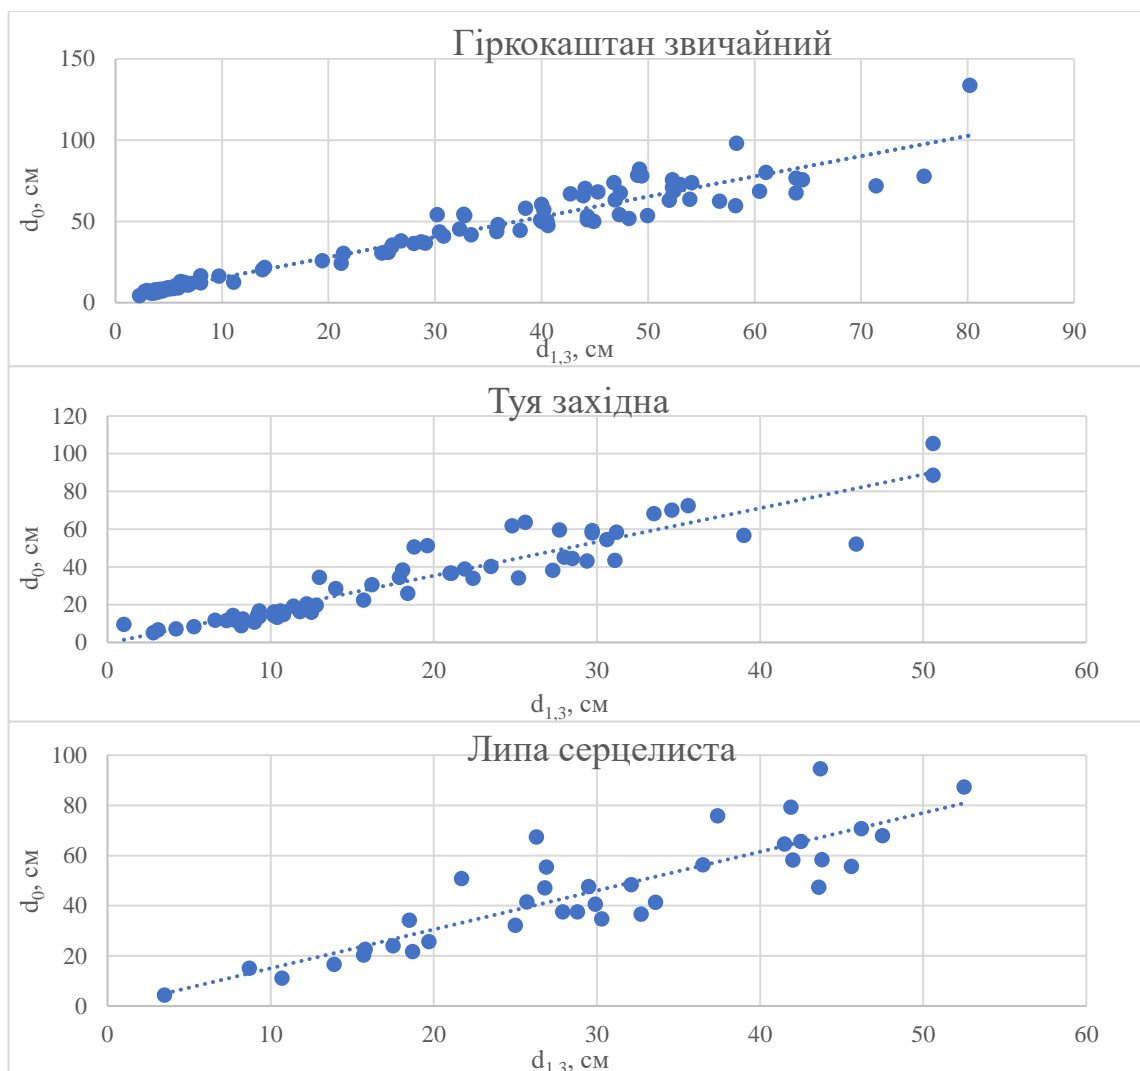 Гіркокаштан звичайний
150
100
50
0
d0, см
0 10 20 30 40 50 60 70 80 90
d1,3, см
Туя західна
120
100
80
60
40
20
0
d0, см
0 10 20 30 40 50 60
d1,3, см
Липа серцелиста
100
80
60
40
20
0
d0, см
0 10 20 30 40 50 60
d1,3, см